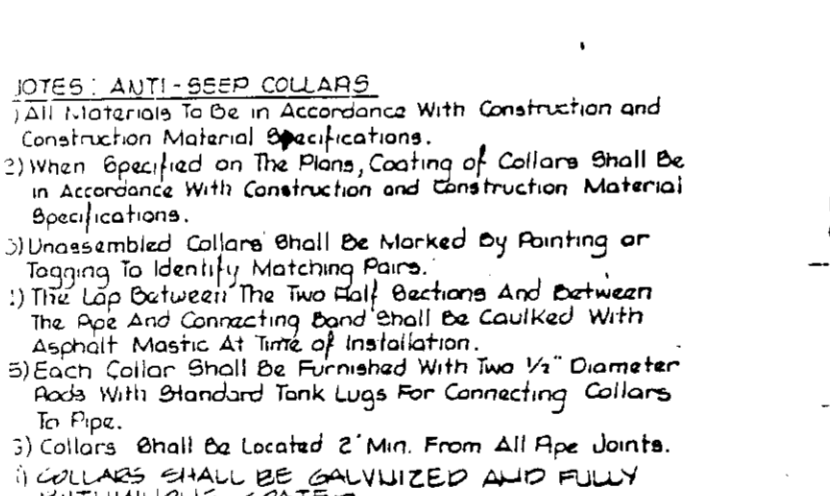 NOTES: ANTI-SEEP COLLARS
1) All Materials To Be in Accordance With Construction and
Construction Material Specifications.
2) When Specified on The Plans, Coating of Collars Shall Be
in Accordance With Construction and Construction Material
Specifications.
3) Unassembled Collars Shall Be Marked By Painting or
Tagging To Identify Matching Pairs.
4) The Lap Between The Two Half Sections And Between
The Pipe And Connecting Band Shall Be Caulked With
Asphalt Mastic At Time of Installation.
5) Each Collar Shall Be Furnished With Two 1/2" Diameter
Rods With Standard Tank Lugs For Connecting Collars
To Pipe.
6) Collars Shall Be Located 2' Min. From All Pipe Joints.
7) COLLARS SHALL BE GALVINIZED AND FULLY